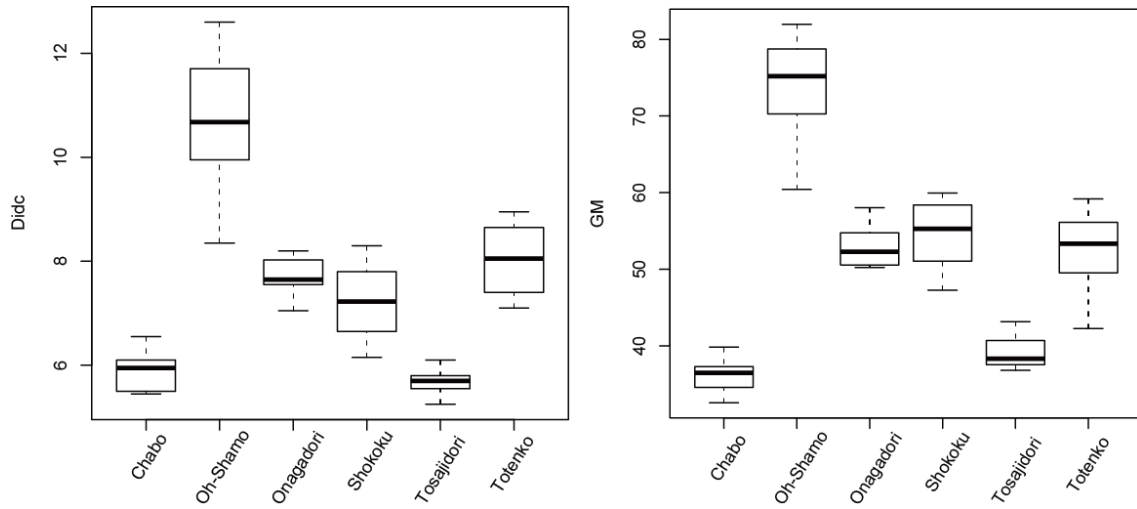 Didc
12
10
8
6
Chabo
Oh-Shamo
Onagadori
Shokoku
Tosajidori
Totenko
GM
80
70
60
50
40
Chabo
Oh-Shamo
Onagadori
Shokoku
Tosajidori
Totenko